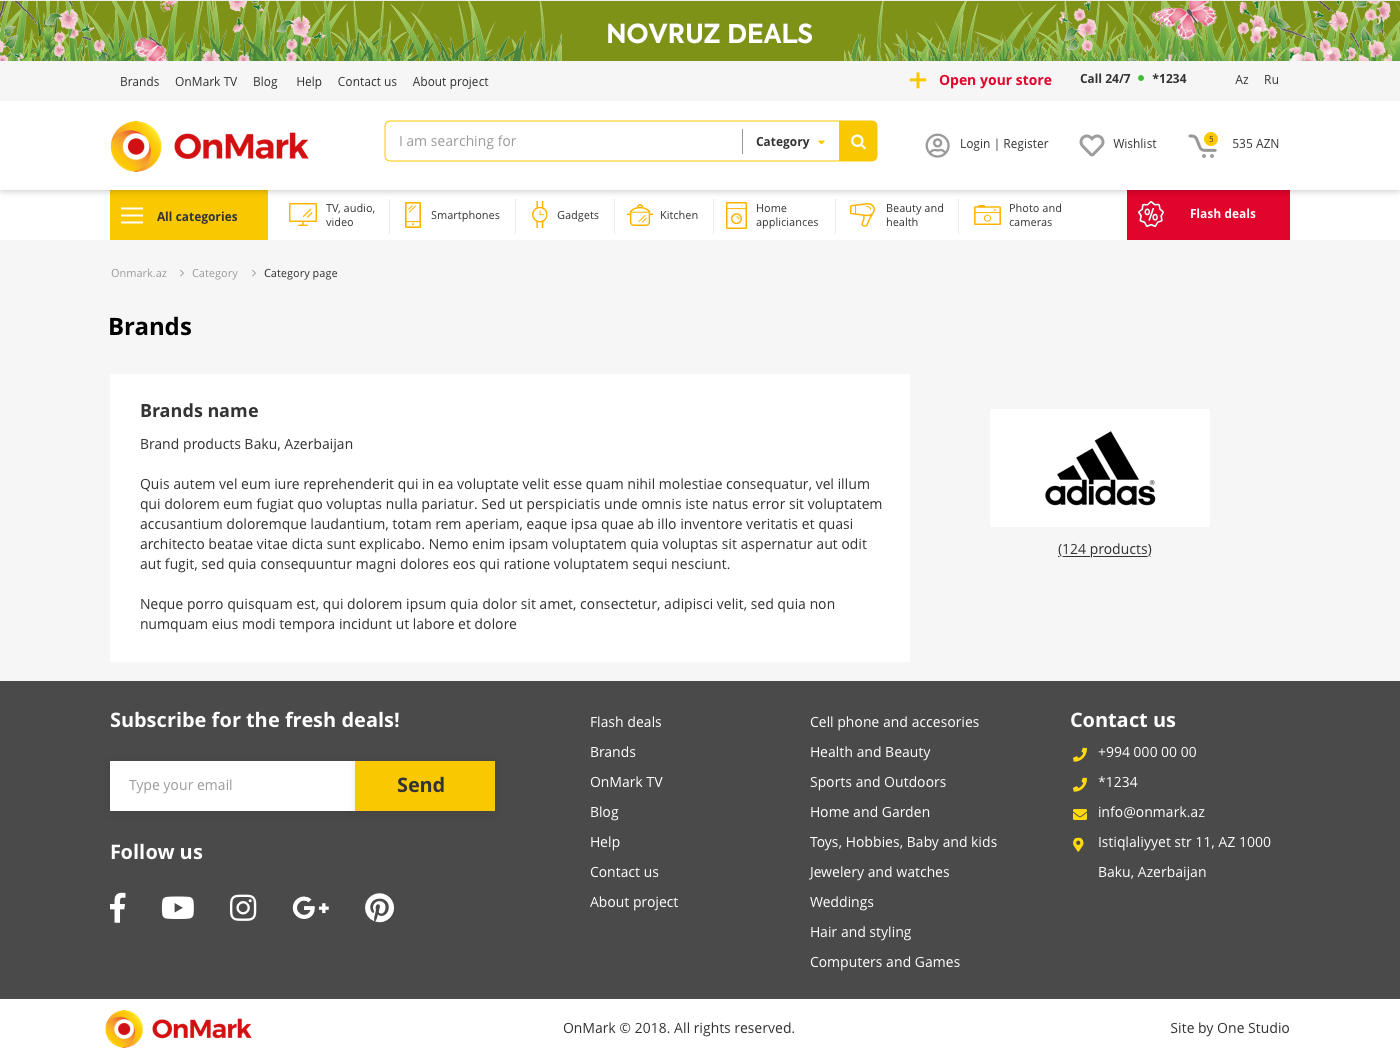 NOVRUZ DEALS
Brands OnMark TV Blog Help Contact us About project
Open your store Call 24/7 *1234 Az Ru
OnMark
I am searching for Category
Login | Register Wishlist 5 535 AZN
All categories
TV, audio,
video
Smartphones
Gadgets
Kitchen
Home
appliciances
Beauty and
health
Photo and
cameras
% Flash deals
Onmark.az Category Category page
Brands
Brands name
Brand products Baku, Azerbaijan
Quis autem vel eum iure reprehenderit qui in ea voluptate velit esse quam nihil molestiae consequatur, vel illum
qui dolorem eum fugiat quo voluptas nulla pariatur. Sed ut perspiciatis unde omnis iste natus error sit voluptatem
accusantium doloremque laudantium, totam rem aperiam, eaque ipsa quae ab illo inventore veritatis et quasi
architecto beatae vitae dicta sunt explicabo. Nemo enim ipsam voluptatem quia voluptas sit aspernatur aut odit
aut fugit, sed quia consequuntur magni dolores eos qui ratione voluptatem sequi nesciunt.
Neque porro quisquam est, qui dolorem ipsum quia dolor sit amet, consectetur, adipisci velit, sed quia non
numquam eius modi tempora incidunt ut labore et dolore
adidas®
(124 products)
Subscribe for the fresh deals!
Type your email Send
Follow us
Flash deals
Brands
OnMark TV
Blog
Help
Contact us
About project
Cell phone and accesories
Health and Beauty
Sports and Outdoors
Home and Garden
Toys, Hobbies, Baby and kids
Jewelery and watches
Weddings
Hair and styling
Computers and Games
Contact us
+994 000 00 00
*1234
info@onmark.az
Istiqlaliyyet str 11, AZ 1000
Baku, Azerbaijan
OnMark
OnMark © 2018. All rights reserved.
Site by One Studio